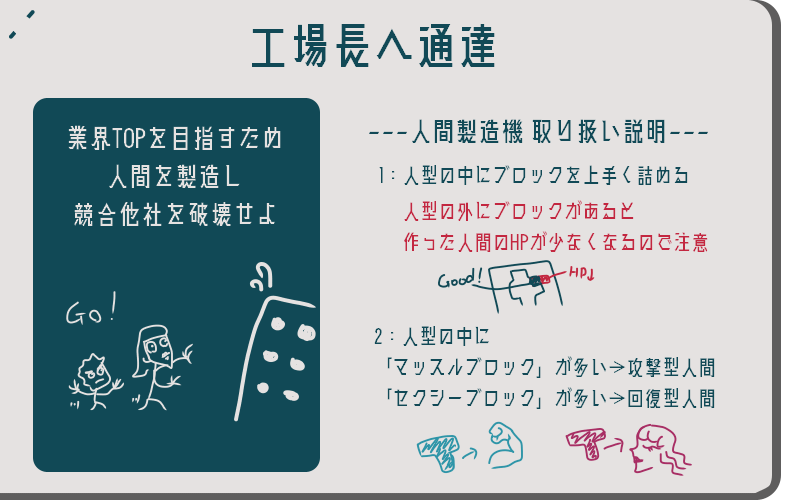 工場長へ通達
業界TOPを目指すため
人間を製造し
競合他社を破壊せよ
Go!
---人間製造機 取り扱い説明---
1：人型の中にブロックを上手く詰める
人型の外にブロックがあると
作った人間のHPが少なくなるので注意
Good!
HP↓
2：人型の中に
「マッスルブロック」が多い→攻撃型人間
「セクシーブロック」が多い→回復型人間